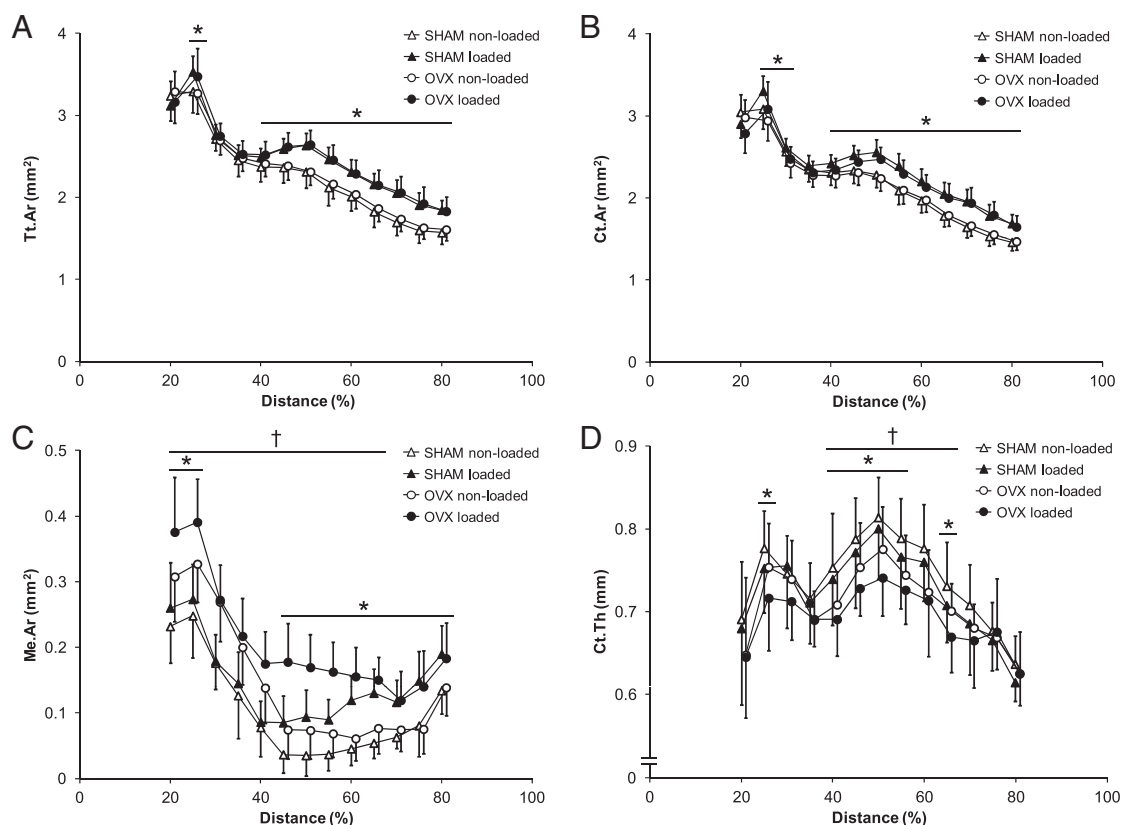 A
*
*
SHAM non-loaded
SHAM loaded
OVX non-loaded
OVX loaded
4
3
2
1
0
Tt.Ar (mm²)
0 20 40 60 80 100
Distance (%)
B
*
*
SHAM non-loaded
SHAM loaded
OVX non-loaded
OVX loaded
4
3
2
1
0
Ct.Ar (mm²)
0 20 40 60 80 100
Distance (%)
C
†
*
*
SHAM non-loaded
SHAM loaded
OVX non-loaded
OVX loaded
0.5
0.4
0.3
0.2
0.1
0
Me.Ar (mm²)
0 20 40 60 80 100
Distance (%)
D
†
*
*
*
SHAM non-loaded
SHAM loaded
OVX non-loaded
OVX loaded
0.9
0.8
0.7
0.6
0
Ct.Th (mm)
0 20 40 60 80 100
Distance (%)